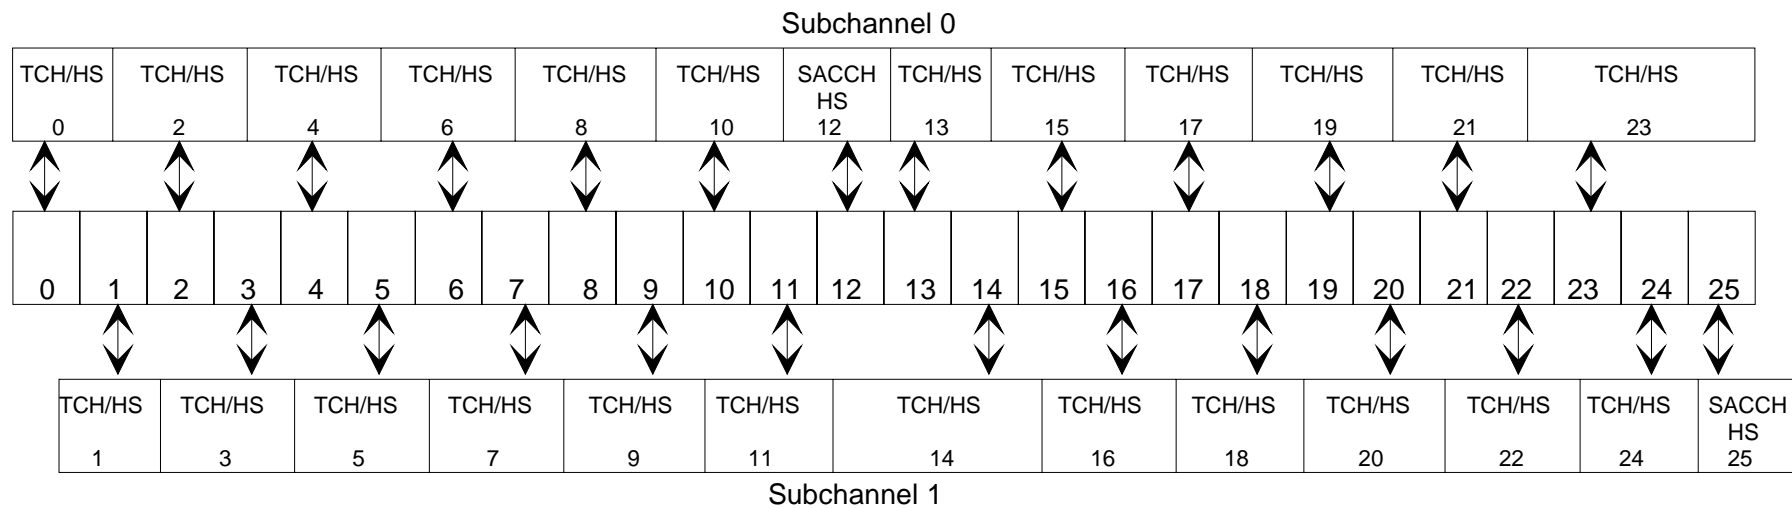 Subchannel 0
TCH/HS TCH/HS TCH/HS TCH/HS TCH/HS TCH/HS SACCH TCH/HS TCH/HS TCH/HS TCH/HS TCH/HS TCH/HS
HS
0 2 4 6 8 10 12 13 15 17 19 21 23
0 1 2 3 4 5 6 7 8 9 10 11 12 13 14 15 16 17 18 19 20 21 22 23 24 25
TCH/HS TCH/HS TCH/HS TCH/HS TCH/HS TCH/HS TCH/HS TCH/HS TCH/HS TCH/HS TCH/HS TCH/HS SACCH
HS
1 3 5 7 9 11 14 16 18 20 22 24 25
Subchannel 1